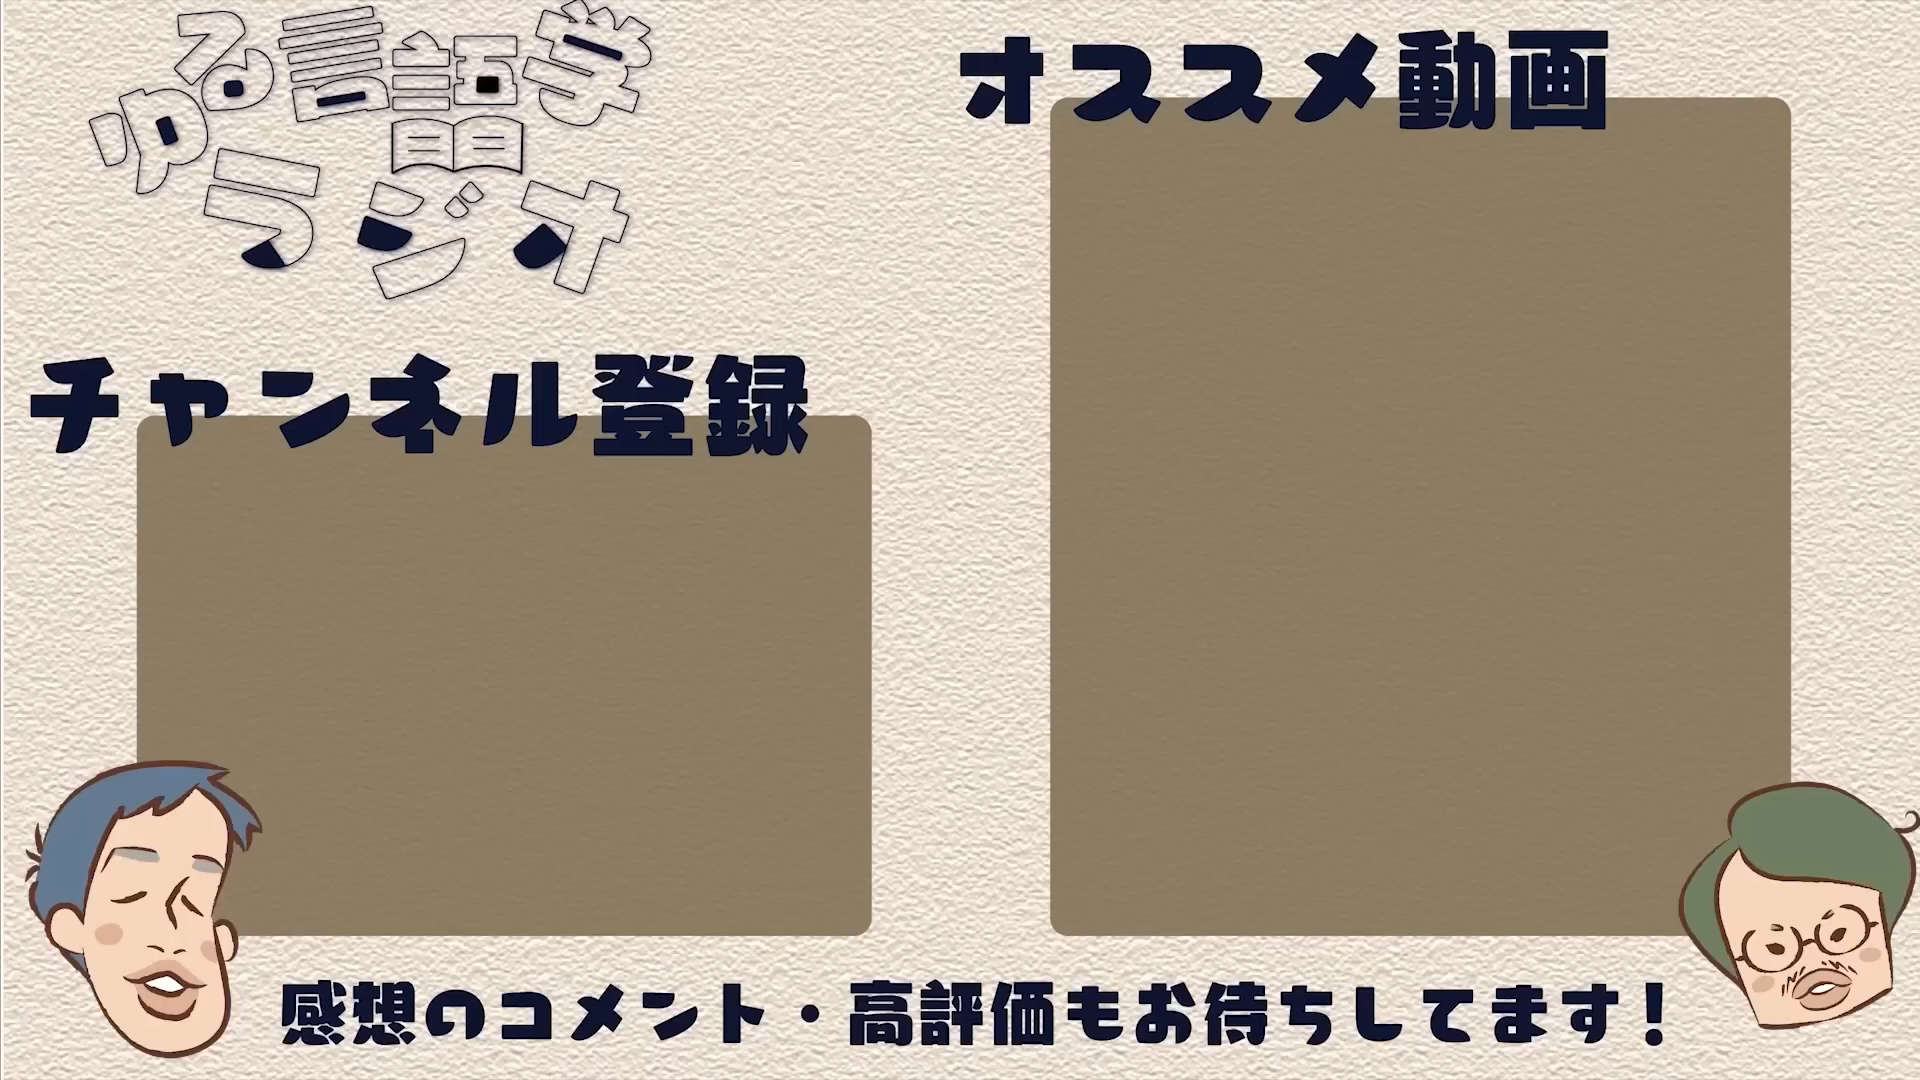 ゆる言語学
ラジオ
オススメ動画
チャンネル登録
感想のコメント・高評価もお待ちしてます!